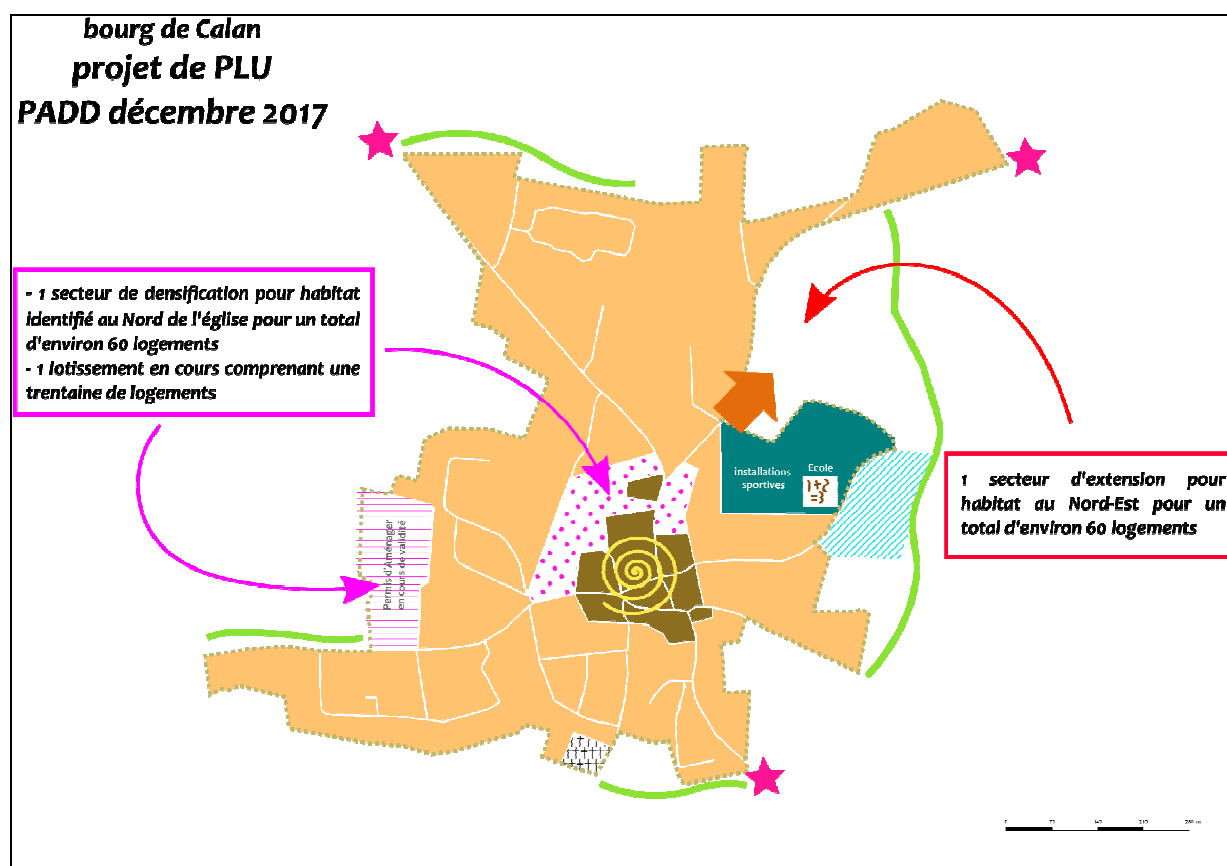 bourg de Calan
projet de PLU
PADD décembre 2017
- 1 secteur de densification pour habitat
identifié au Nord de l'église pour un total
d'environ 60 logements
- 1 lotissement en cours comprenant une
trentaine de logements
installations
sportives
Ecole
1+2
=3
1 secteur d'extension pour
habitat au Nord-Est pour un
total d'environ 60 logements
Permis d'Aménager
en cours de validité
0